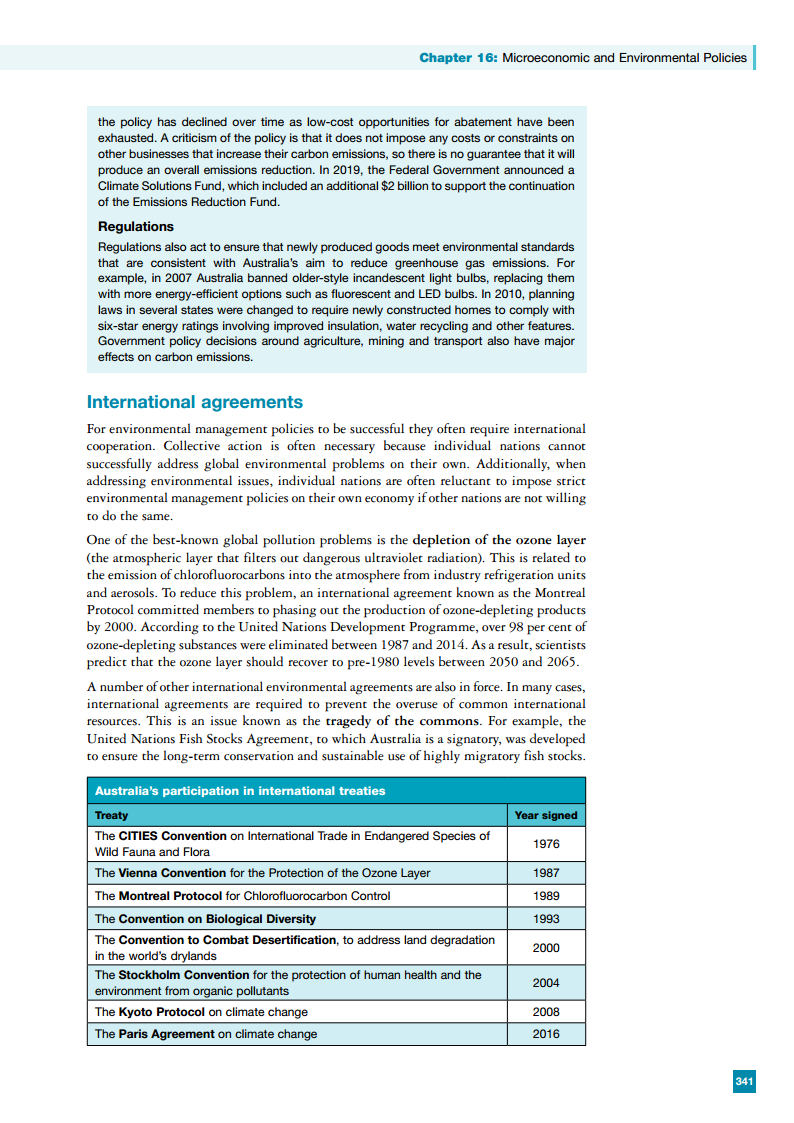 Chapter 16: Microeconomic and Environmental Policies
the policy has declined over time as low-cost opportunities for abatement have been
exhausted. A criticism of the policy is that it does not impose any costs or constraints on
other businesses that increase their carbon emissions, so there is no guarantee that it will
produce an overall emissions reduction. In 2019, the Federal Government announced a
Climate Solutions Fund, which included an additional $2 billion to support the continuation
of the Emissions Reduction Fund.
Regulations
Regulations also act to ensure that newly produced goods meet environmental standards
that are consistent with Australia's aim to reduce greenhouse gas emissions. For
example, in 2007 Australia banned older-style incandescent light bulbs, replacing them
with more energy-efficient options such as fluorescent and LED bulbs. In 2010, planning
laws in several states were changed to require newly constructed homes to comply with
six-star energy ratings involving improved insulation, water recycling and other features.
Government policy decisions around agriculture, mining and transport also have major
effects on carbon emissions.
International agreements
For environmental management policies to be successful they often require international
cooperation. Collective action is often necessary because individual nations cannot
successfully address global environmental problems on their own. Additionally, when
addressing environmental issues, individual nations are often reluctant to impose strict
environmental management policies on their own economy if other nations are not willing
to do the same.
One of the best-known global pollution problems is the depletion of the ozone layer
(the atmospheric layer that filters out dangerous ultraviolet radiation). This is related to
the emission of chlorofluorocarbons into the atmosphere from industry refrigeration units
and aerosols. To reduce this problem, an international agreement known as the Montreal
Protocol committed members to phasing out the production of ozone-depleting products
by 2000. According to the United Nations Development Programme, over 98 per cent of
ozone-depleting substances were eliminated between 1987 and 2014. As a result, scientists
predict that the ozone layer should recover to pre-1980 levels between 2050 and 2065.
A number of other international environmental agreements are also in force. In many cases,
international agreements are required to prevent the overuse of common international
resources. This is an issue known as the tragedy of the commons. For example, the
United Nations Fish Stocks Agreement, to which Australia is a signatory, was developed
to ensure the long-term conservation and sustainable use of highly migratory fish stocks.
Australia's participation in international treaties
Treaty Year signed
The CITIES Convention on International Trade in Endangered Species of
Wild Fauna and Flora 1976
The Vienna Convention for the Protection of the Ozone Layer 1987
The Montreal Protocol for Chlorofluorocarbon Control 1989
The Convention on Biological Diversity 1993
The Convention to Combat Desertification, to address land degradation
in the world's drylands 2000
The Stockholm Convention for the protection of human health and the
environment from organic pollutants 2004
The Kyoto Protocol on climate change 2008
The Paris Agreement on climate change 2016
341